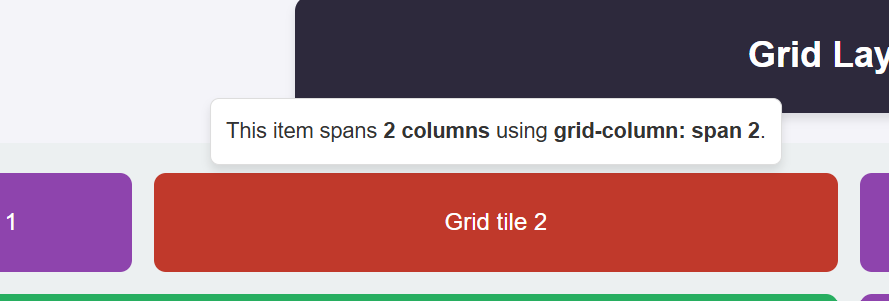 Grid Lay
This item spans 2 columns using grid-column: span 2.
1
Grid tile 2